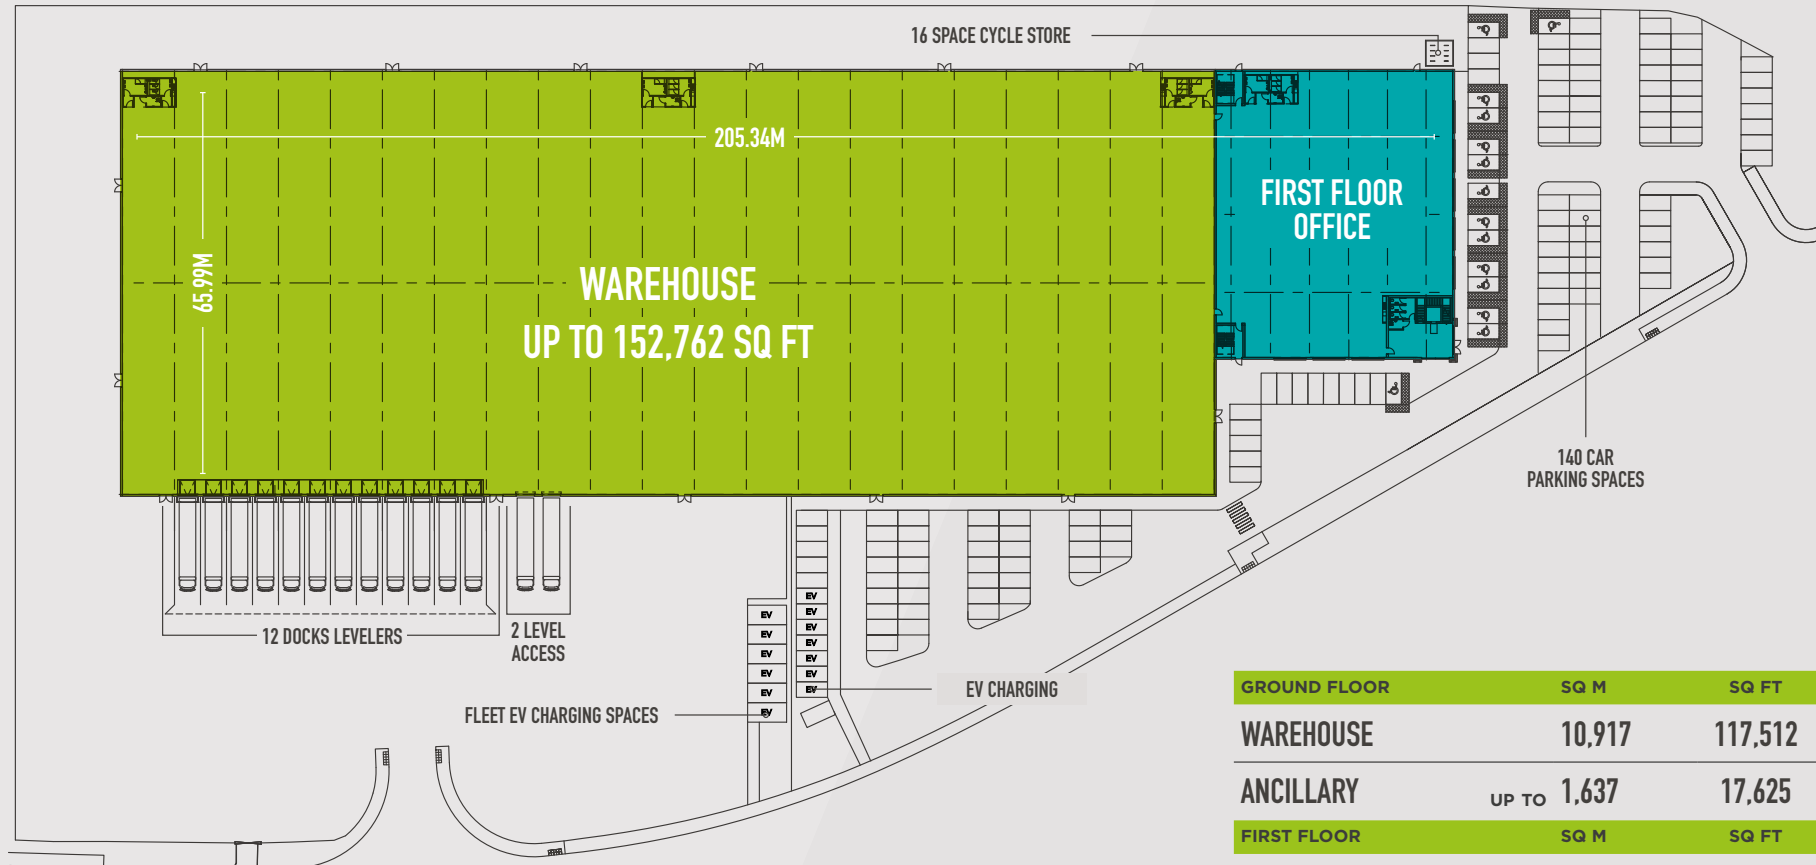 16 SPACE CYCLE STORE
205.34M
FIRST FLOOR
OFFICE
65.99M
WAREHOUSE
UP TO 152,762 SQ FT
140 CAR
PARKING SPACES
12 DOCKS LEVELERS
2 LEVEL
ACCESS
EV
EV
EV
EV
EV
EV
EV
EV
EV
EV
EV
EV
EV
EV CHARGING
FLEET EV CHARGING SPACES
GROUND FLOOR SQ M SQ FT
WAREHOUSE 10,917 117,512
ANCILLARY UP TO 1,637 17,625
FIRST FLOOR SQ M SQ FT